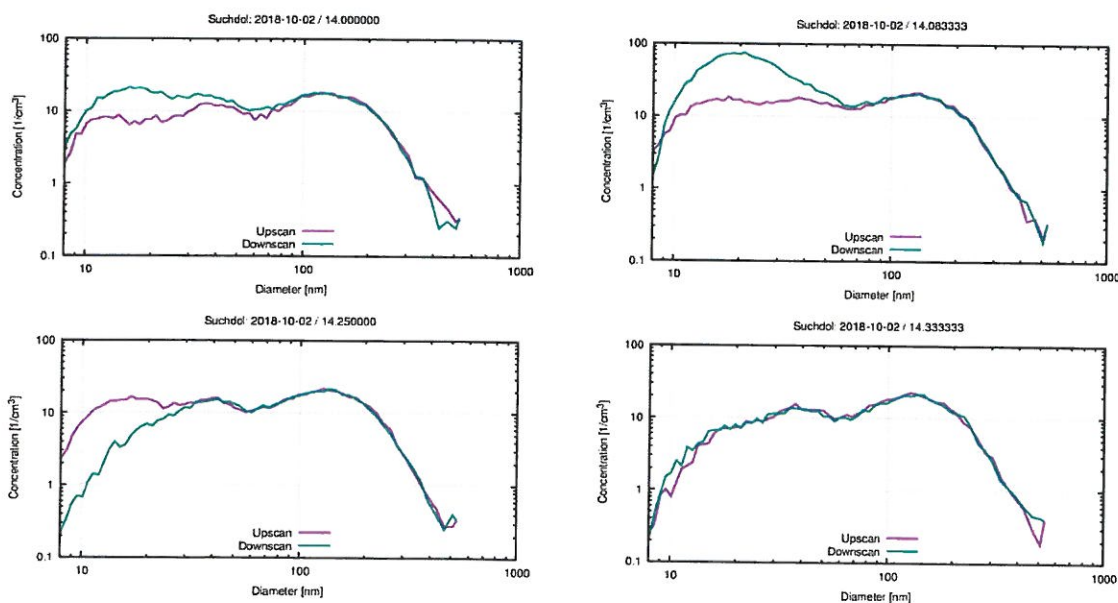 Suchdol: 2018-10-02 / 14.000000
100
10
1
0.1
Concentration [1/cm³]
Upscan
Downscan
10
100
1000
Diameter [nm]
Suchdol: 2018-10-02 / 14.083333
100
10
1
0.1
Concentration [1/cm³]
Upscan
Downscan
10
100
1000
Diameter [nm]
Suchdol: 2018-10-02 / 14.250000
100
10
1
0.1
Concentration [1/cm³]
Upscan
Downscan
10
100
1000
Diameter [nm]
Suchdol: 2018-10-02 / 14.333333
100
10
1
0.1
Concentration [1/cm³]
Upscan
Downscan
10
100
1000
Diameter [nm]